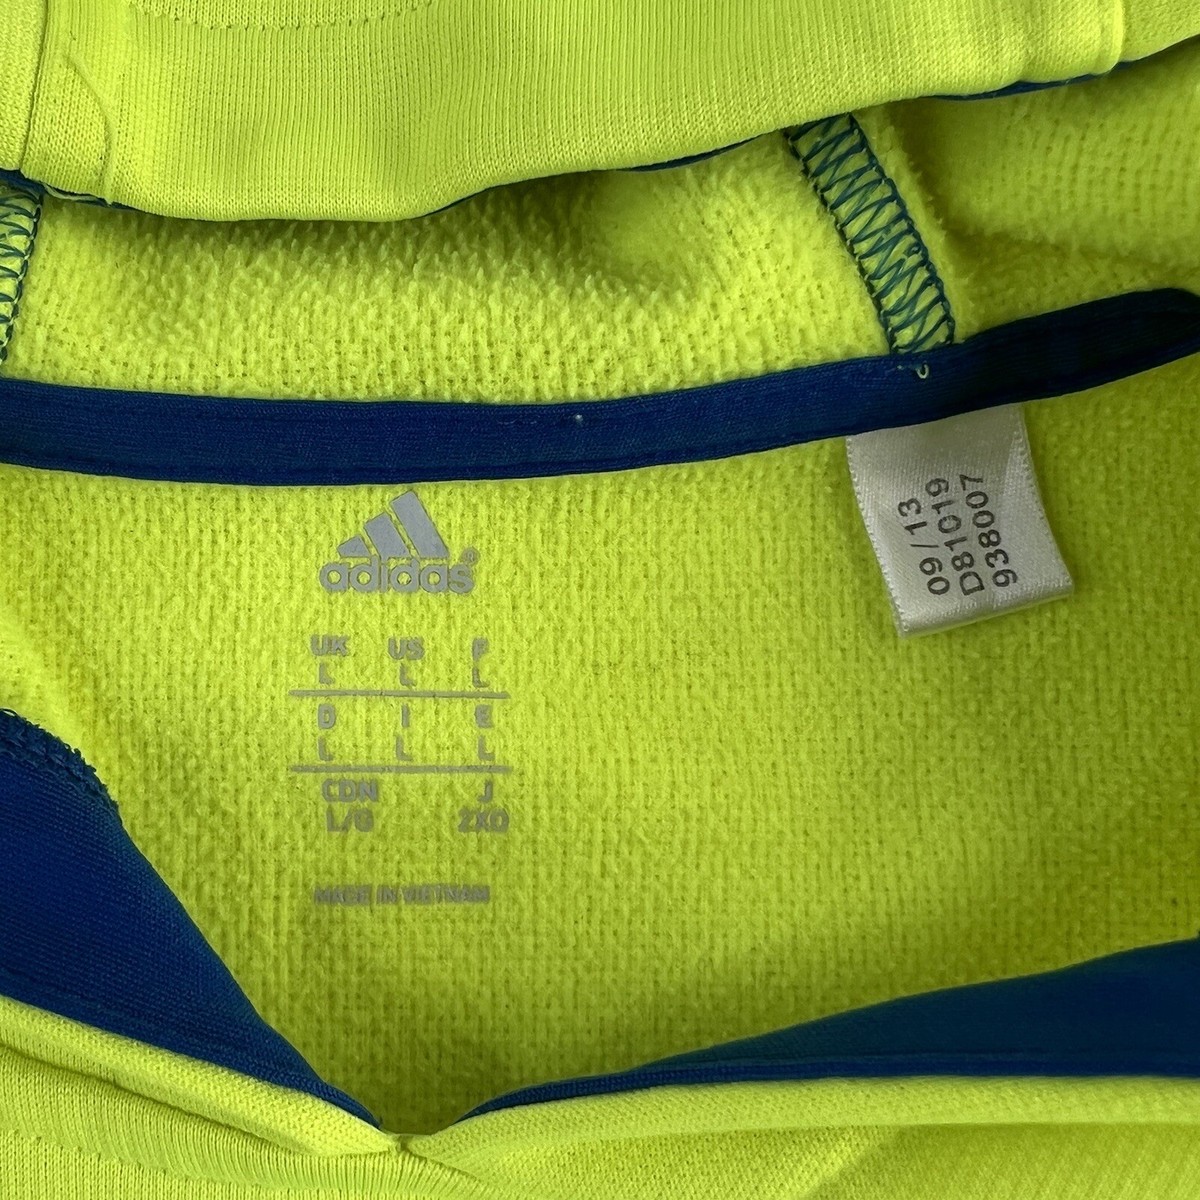 adidas®
UK US F
L L L
D I E
L L L
CDN J
L/G 2XO
MADE IN VIETNAM
09/13
D81019
938007